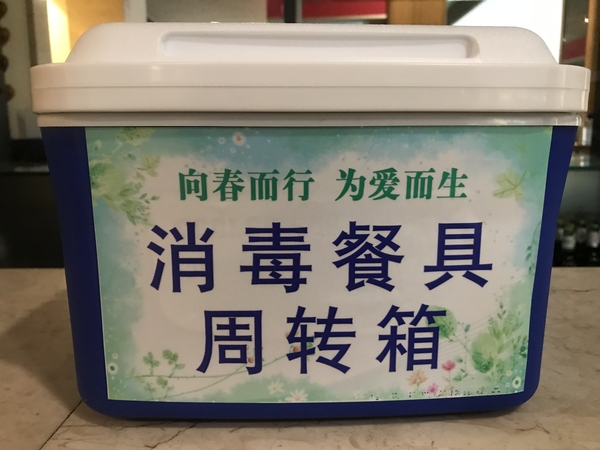 向春而行 为爱而生
消毒餐具
周转箱